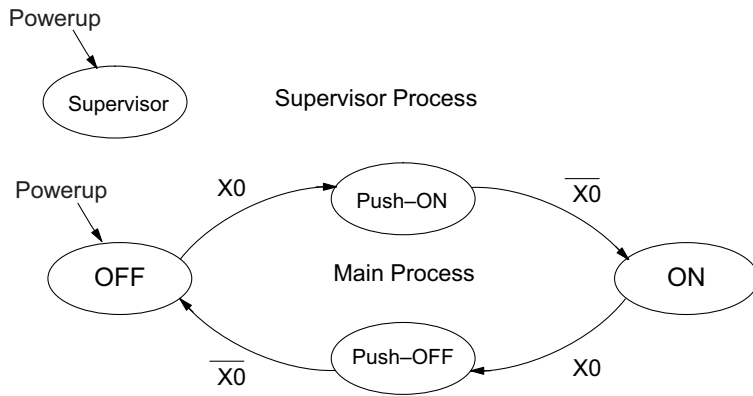 Powerup
Supervisor
Supervisor Process
Powerup
X0
Push–ON
X0
OFF
Main Process
ON
X0
Push–OFF
X0